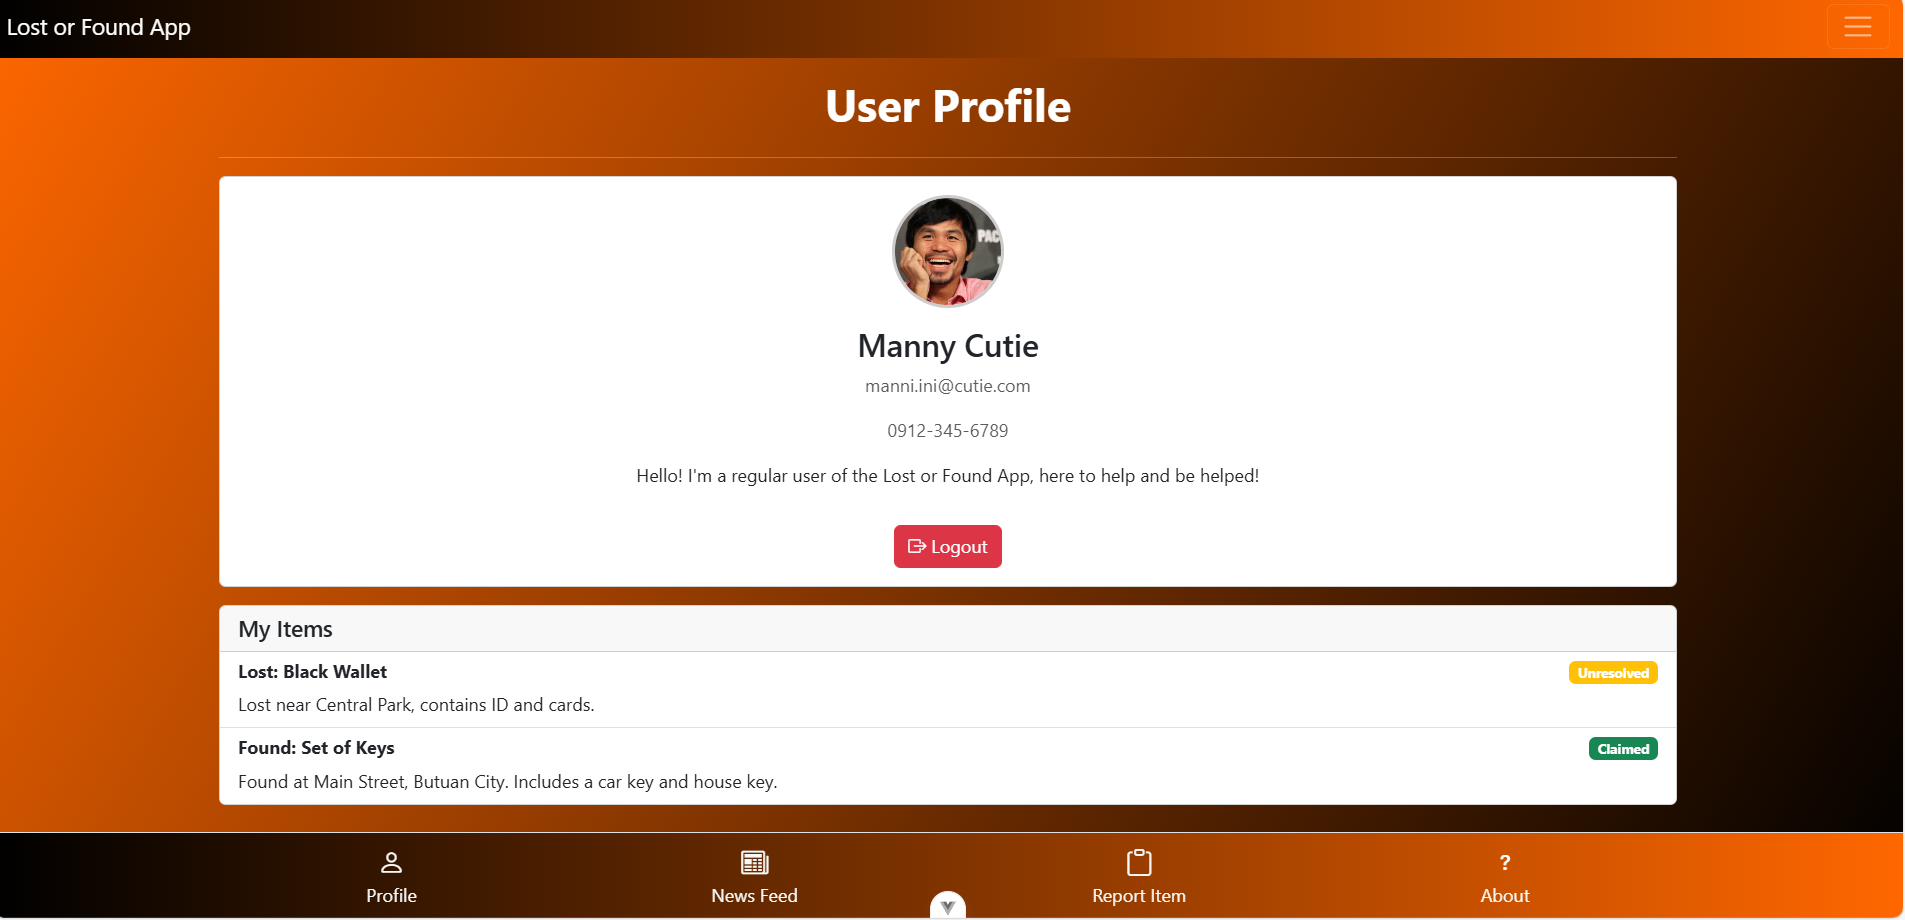 Lost or Found App
User Profile
PAC
Manny Cutie
manni.ini@cutie.com
0912-345-6789
Hello! I'm a regular user of the Lost or Found App, here to help and be helped!
Logout
My Items
Lost: Black Wallet
Unresolved
Lost near Central Park, contains ID and cards.
Found: Set of Keys
Claimed
Found at Main Street, Butuan City. Includes a car key and house key.
Profile
News Feed
Report Item
?
About